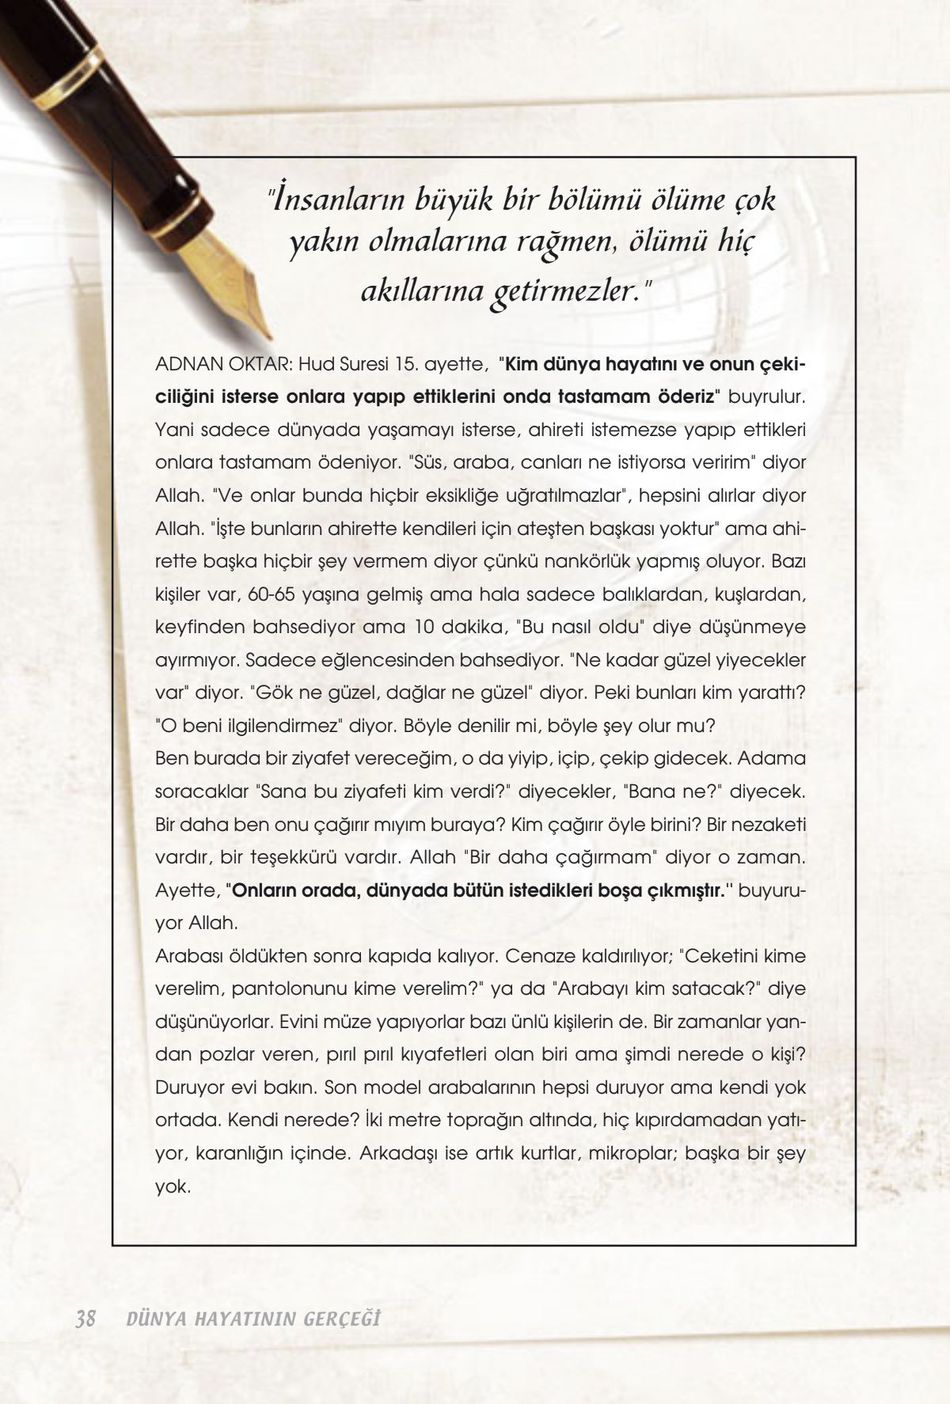 "İnsanların büyük bir bölümü ölüme çok
yakın olmalarına rağmen, ölümü hiç
akıllarına getirmezler."
ADNAN OKTAR: Hud Suresi 15. ayette, "Kim dünya hayatını ve onun çeki-
ciliğini isterse onlara yapıp ettiklerini onda tastamam öderiz" buyrulur.
Yani sadece dünyada yaşamayı isterse, ahireti istemezse yapıp ettikleri
onlara tastamam ödeniyor. "Süs, araba, canları ne istiyorsa veririm" diyor
Allah. "Ve onlar bunda hiçbir eksikliğe uğratılmazlar", hepsini alırlar diyor
Allah. "İşte bunların ahirette kendileri için ateşten başkası yoktur" ama ahi-
rette başka hiçbir şey vermem diyor çünkü nankörlük yapmış oluyor. Bazı
kişiler var, 60-65 yaşına gelmiş ama hala sadece balıklardan, kuşlardan,
keyfinden bahsediyor ama 10 dakika, "Bu nasıl oldu" diye düşünmeye
ayırmıyor. Sadece eğlencesinden bahsediyor. "Ne kadar güzel yiyecekler
var" diyor. "Gök ne güzel, dağlar ne güzel" diyor. Peki bunları kim yarattı?
"O beni ilgilendirmez" diyor. Böyle denilir mi, böyle şey olur mu?
Ben burada bir ziyafet vereceğim, o da yiyip, içip, çekip gidecek. Adama
soracaklar "Sana bu ziyafeti kim verdi?" diyecekler, "Bana ne?" diyecek.
Bir daha ben onu çağırır mıyım buraya? Kim çağırır öyle birini? Bir nezaketi
vardır, bir teşekkürü vardır. Allah "Bir daha çağırmam" diyor o zaman.
Ayette, "Onların orada, dünyada bütün istedikleri boşa çıkmıştır." buyuru-
yor Allah.
Arabası öldükten sonra kapıda kalıyor. Cenaze kaldırılıyor; "Ceketini kime
verelim, pantolonunu kime verelim?" ya da "Arabayı kim satacak?" diye
düşünüyorlar. Evini müze yapıyorlar bazı ünlü kişilerin de. Bir zamanlar yan-
dan pozlar veren, pırıl pırıl kıyafetleri olan biri ama şimdi nerede o kişi?
Duruyor evi bakın. Son model arabalarının hepsi duruyor ama kendi yok
ortada. Kendi nerede? İki metre toprağın altında, hiç kıpırdamadan yatı-
yor, karanlığın içinde. Arkadaşı ise artık kurtlar, mikroplar; başka bir şey
yok.
38 DÜNYA HAYATININ GERÇEĞİ